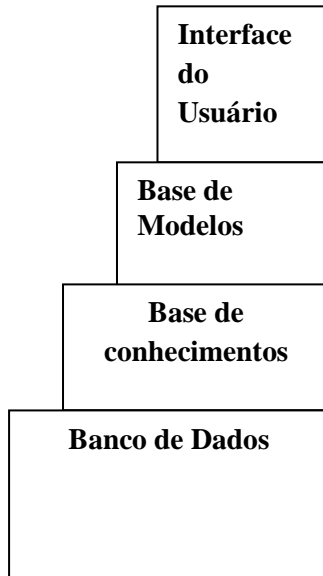 Interface
do
Usuário
Base de
Modelos
Base de
conhecimentos
Banco de Dados